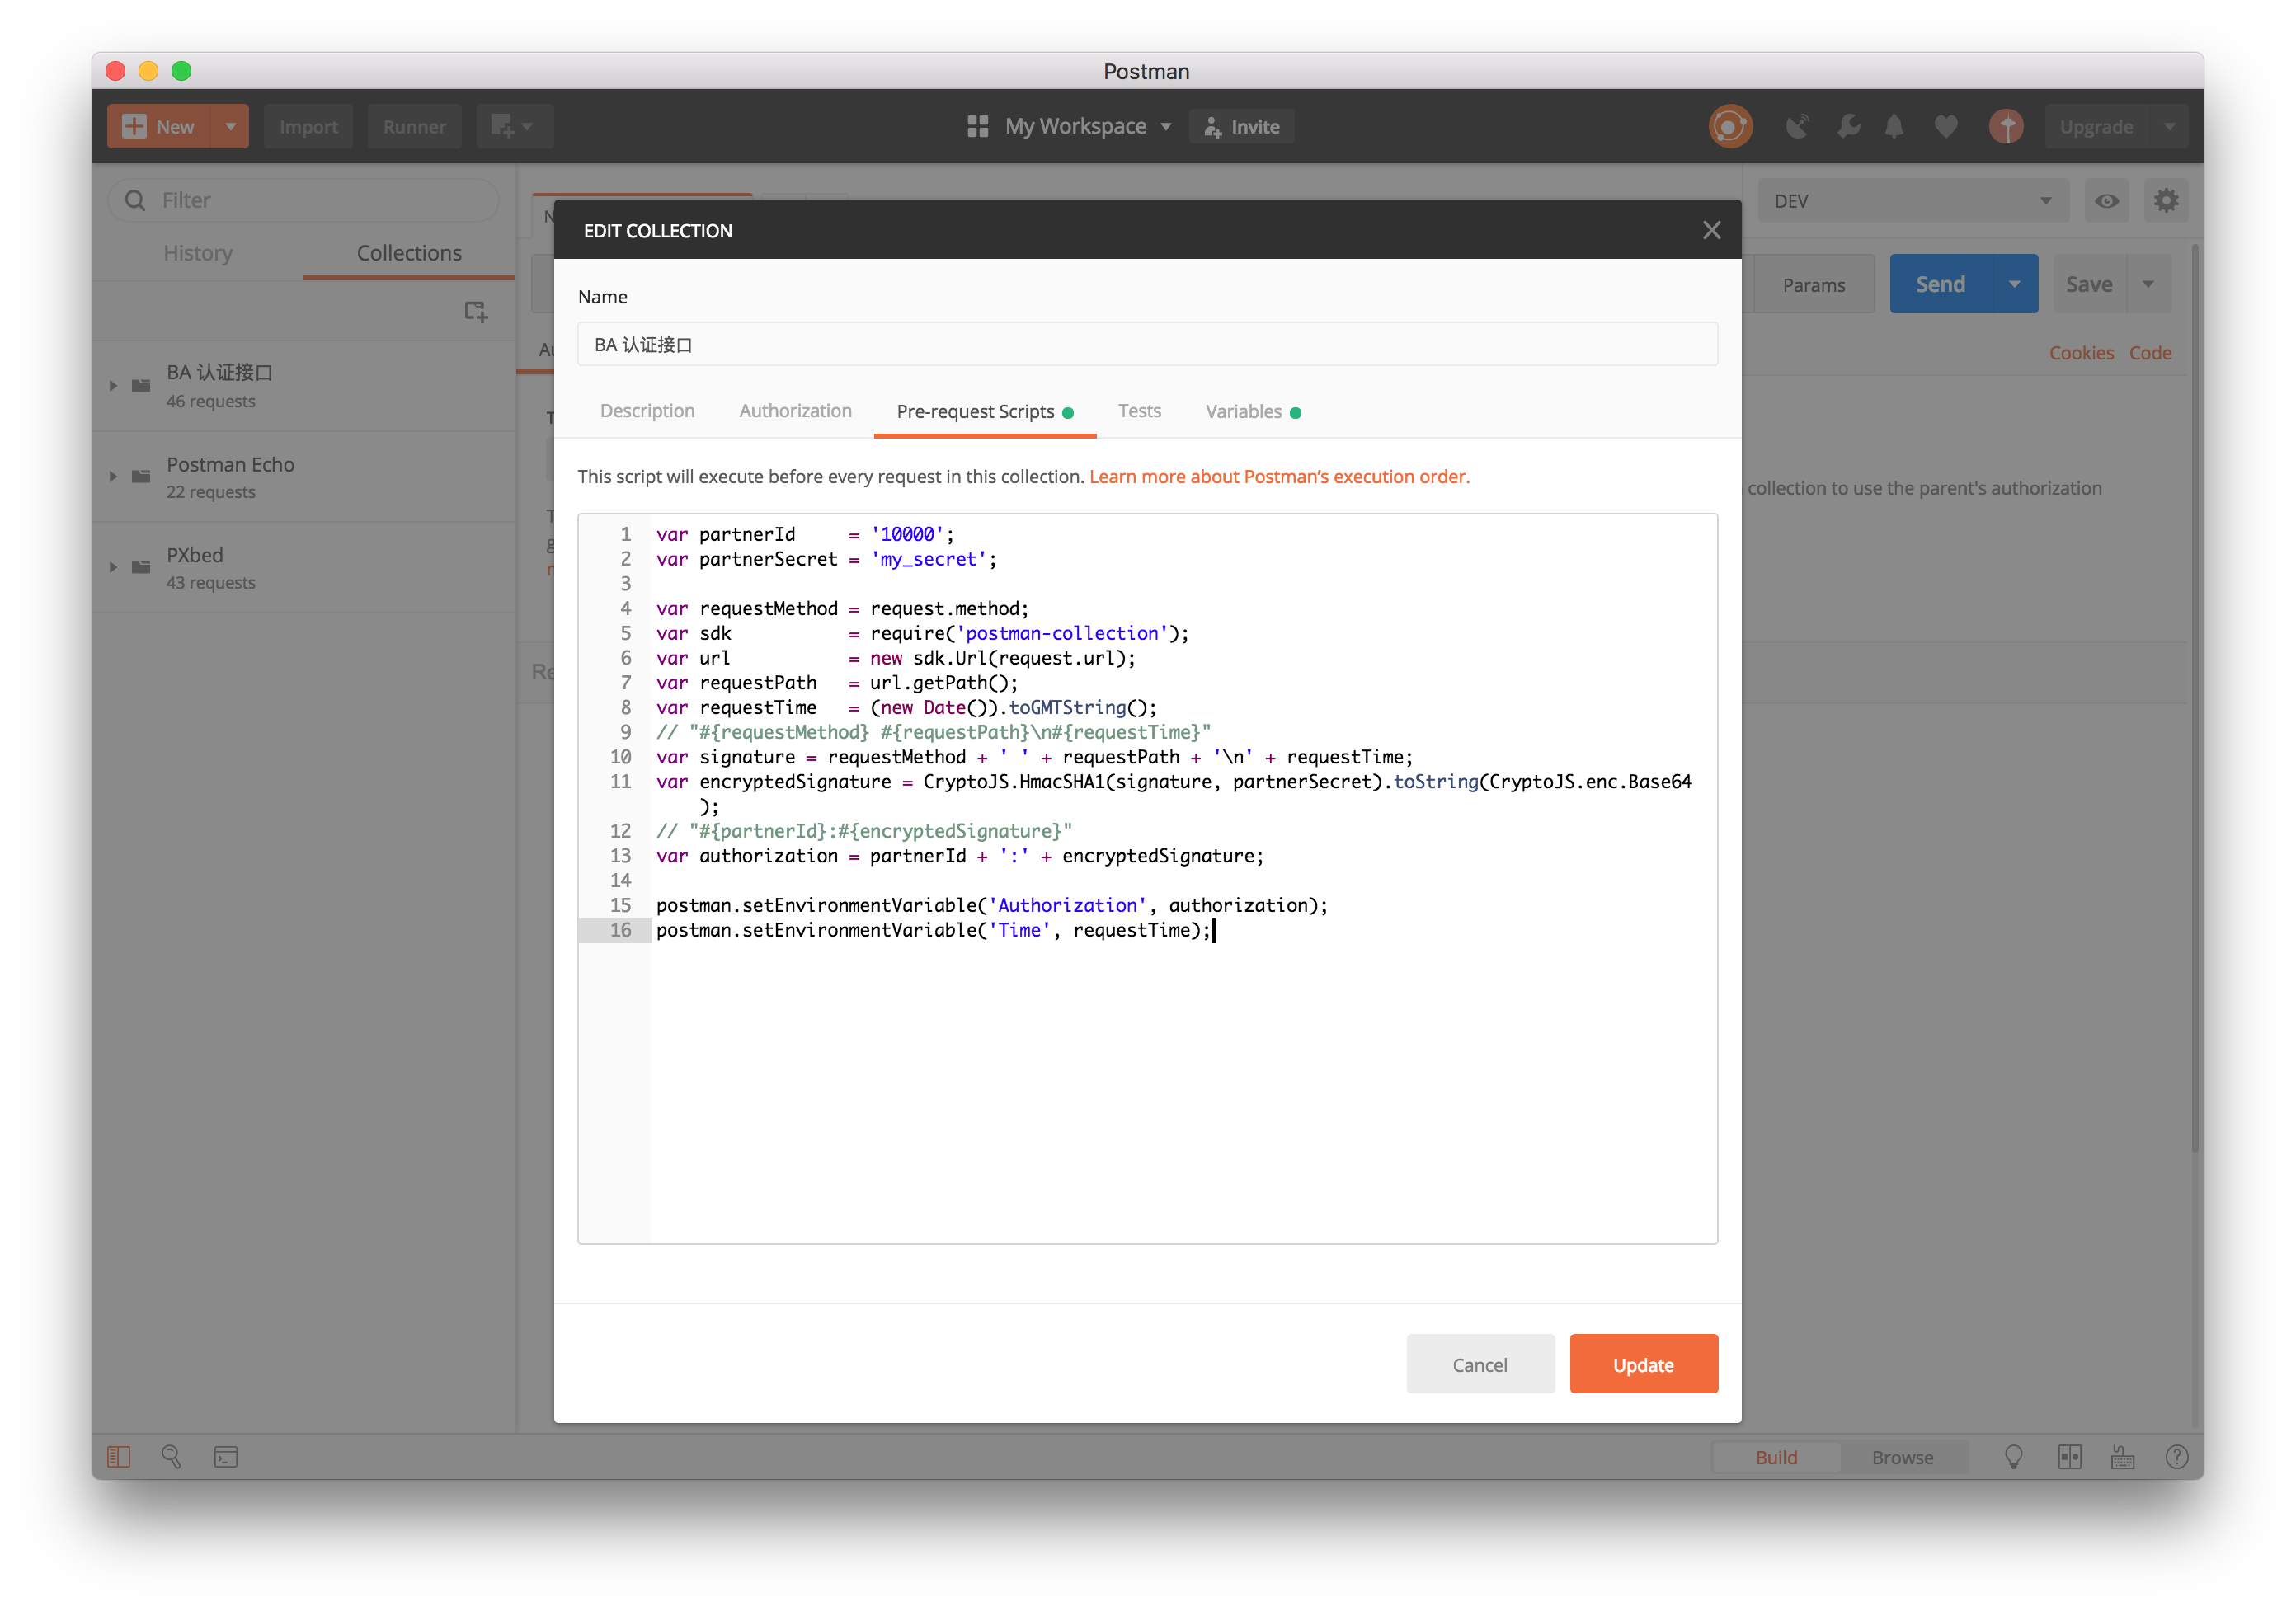 Postman
New
Import
Runner
My Workspace
Invite
Upgrade
Filter
History
Collections
BA 认证接口
46 requests
Postman Echo
22 requests
PXbed
43 requests
DEV
Params
Send
Save
Cookies
Code
collection to use the parent's authorization
EDIT COLLECTION
Name
BA 认证接口
Description
Authorization
Pre-request Scripts
Tests
Variables
This script will execute before every request in this collection. Learn more about Postman’s execution order.
1 var partnerId     = '10000';
2 var partnerSecret = 'my_secret';
3
4 var requestMethod = request.method;
5 var sdk           = require('postman-collection');
6 var url           = new sdk.Url(request.url);
7 var requestPath   = url.getPath();
8 var requestTime   = (new Date()).toGMTString();
9 // "#{requestMethod} #{requestPath}\n#{requestTime}"
10 var signature = requestMethod + ' ' + requestPath + '\n' + requestTime;
11 var encryptedSignature = CryptoJS.HmacSHA1(signature, partnerSecret).toString(CryptoJS.enc.Base64
);
12 // "#{partnerId}:#{encryptedSignature}"
13 var authorization = partnerId + ':' + encryptedSignature;
14
15 postman.setEnvironmentVariable('Authorization', authorization);
16 postman.setEnvironmentVariable('Time', requestTime);
Cancel
Update
Build
Browse